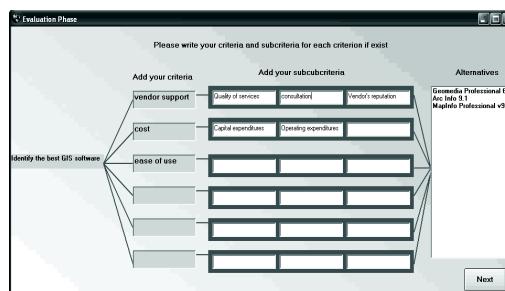 Evaluation Phase
Please write your criteria and subcriteria for each criterion if exist
Add your criteria
Add your subcubcriteria
Alternatives
vendor support
Quality of services
consultation
Vendor's reputation
Geomedia Professional 6
Arc Info 9.1
MapInfo Professional v9
cost
Capital expenditures
Operating expenditures
Identify the best GIS software
ease of use
Next